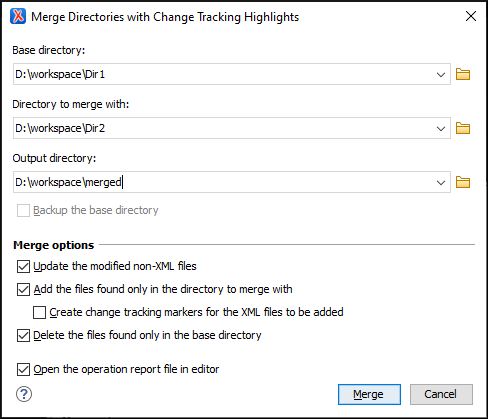 Merge Directories with Change Tracking Highlights
Base directory:
D:\workspace\Dir1
Directory to merge with:
D:\workspace\Dir2
Output directory:
D:\workspace\merged
Backup the base directory
Merge options
Update the modified non-XML files
Add the files found only in the directory to merge with
Create change tracking markers for the XML files to be added
Delete the files found only in the base directory
Open the operation report file in editor
? Merge Cancel